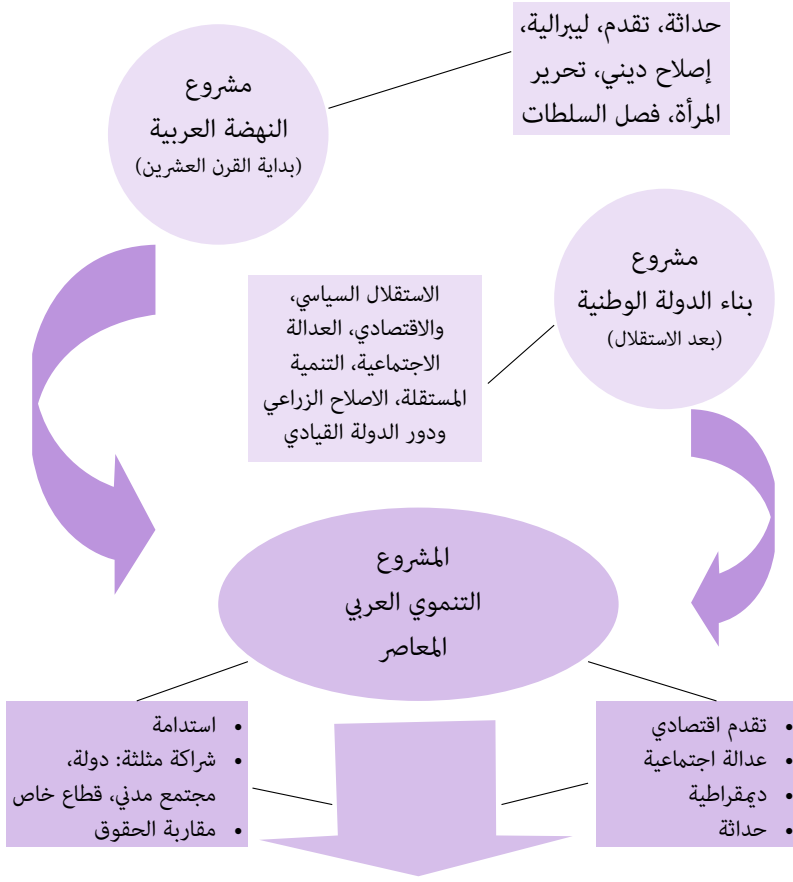 حداثة، تقدم، ليبرالية،
إصلاح ديني، تحرير
المرأة، فصل السلطات
مشروع
النهضة العربية
(بداية القرن العشرين)
مشروع
بناء الدولة الوطنية
(بعد الاستقلال)
الاستقلال السياسي،
والاقتصادي، العدالة
الاجتماعية، التنمية
المستقلة، الاصلاح الزراعي
ودور الدولة القيادي
المشروع
التنموي العربي
المعاصر
• تقدم اقتصادي
• عدالة اجتماعية
• ديمقراطية
• حداثة
• استدامة
• شراكة مثلثة: دولة،
مجتمع مدني، قطاع خاص
• مقاربة الحقوق